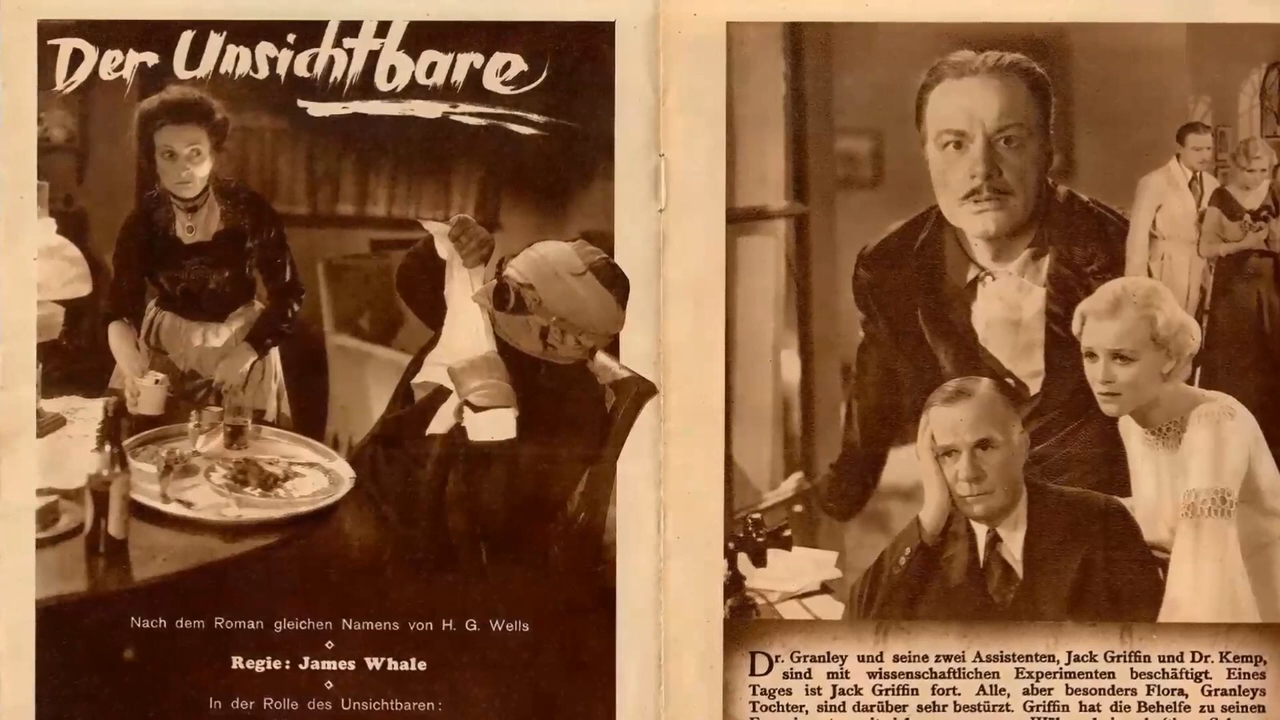 Der Unsichtbare
Nach dem Roman gleichen Namens von H. G. Wells
Regie: James Whale
In der Rolle des Unsichtbaren:
Dr. Granley und seine zwei Assistenten, Jack Griffin und Dr. Kemp,
sind mit wissenschaftlichen Experimenten beschäftigt. Eines
Tages ist Jack Griffin fort. Alle, aber besonders Flora, Granleys
Tochter, sind darüber sehr bestürzt. Griffin hat die Behelfe zu seinen